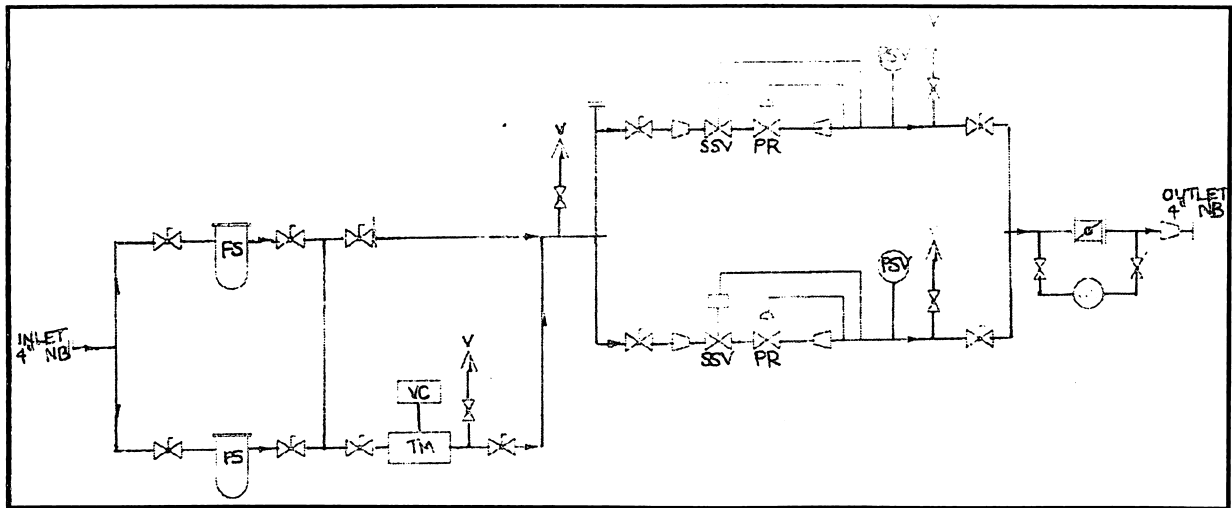 V
PSV
V
SSV
PR
OUTLET
4" NB
FS
PSV
INLET
4" NB
V
SSV
PR
VC
FS
TM